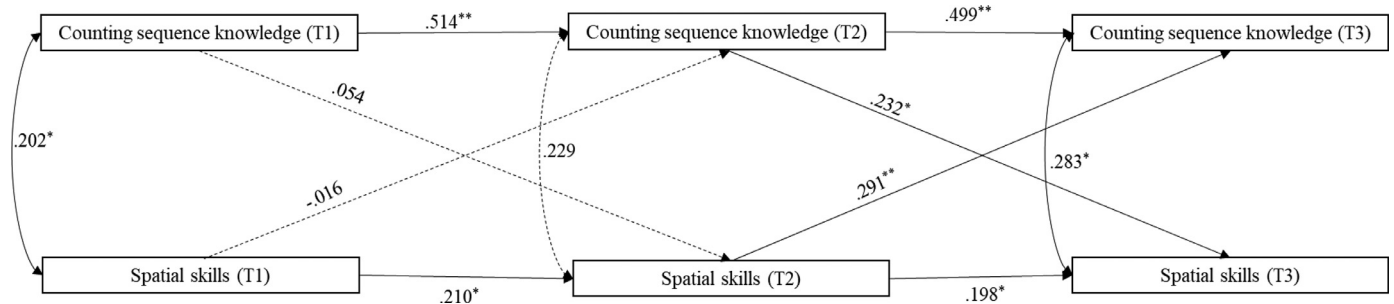 .514**
.499**
Counting sequence knowledge (T1)
Counting sequence knowledge (T2)
Counting sequence knowledge (T3)
.054
.232*
.202*
.229
.283*
-.016
.291**
Spatial skills (T1)
Spatial skills (T2)
Spatial skills (T3)
.210*
.198*